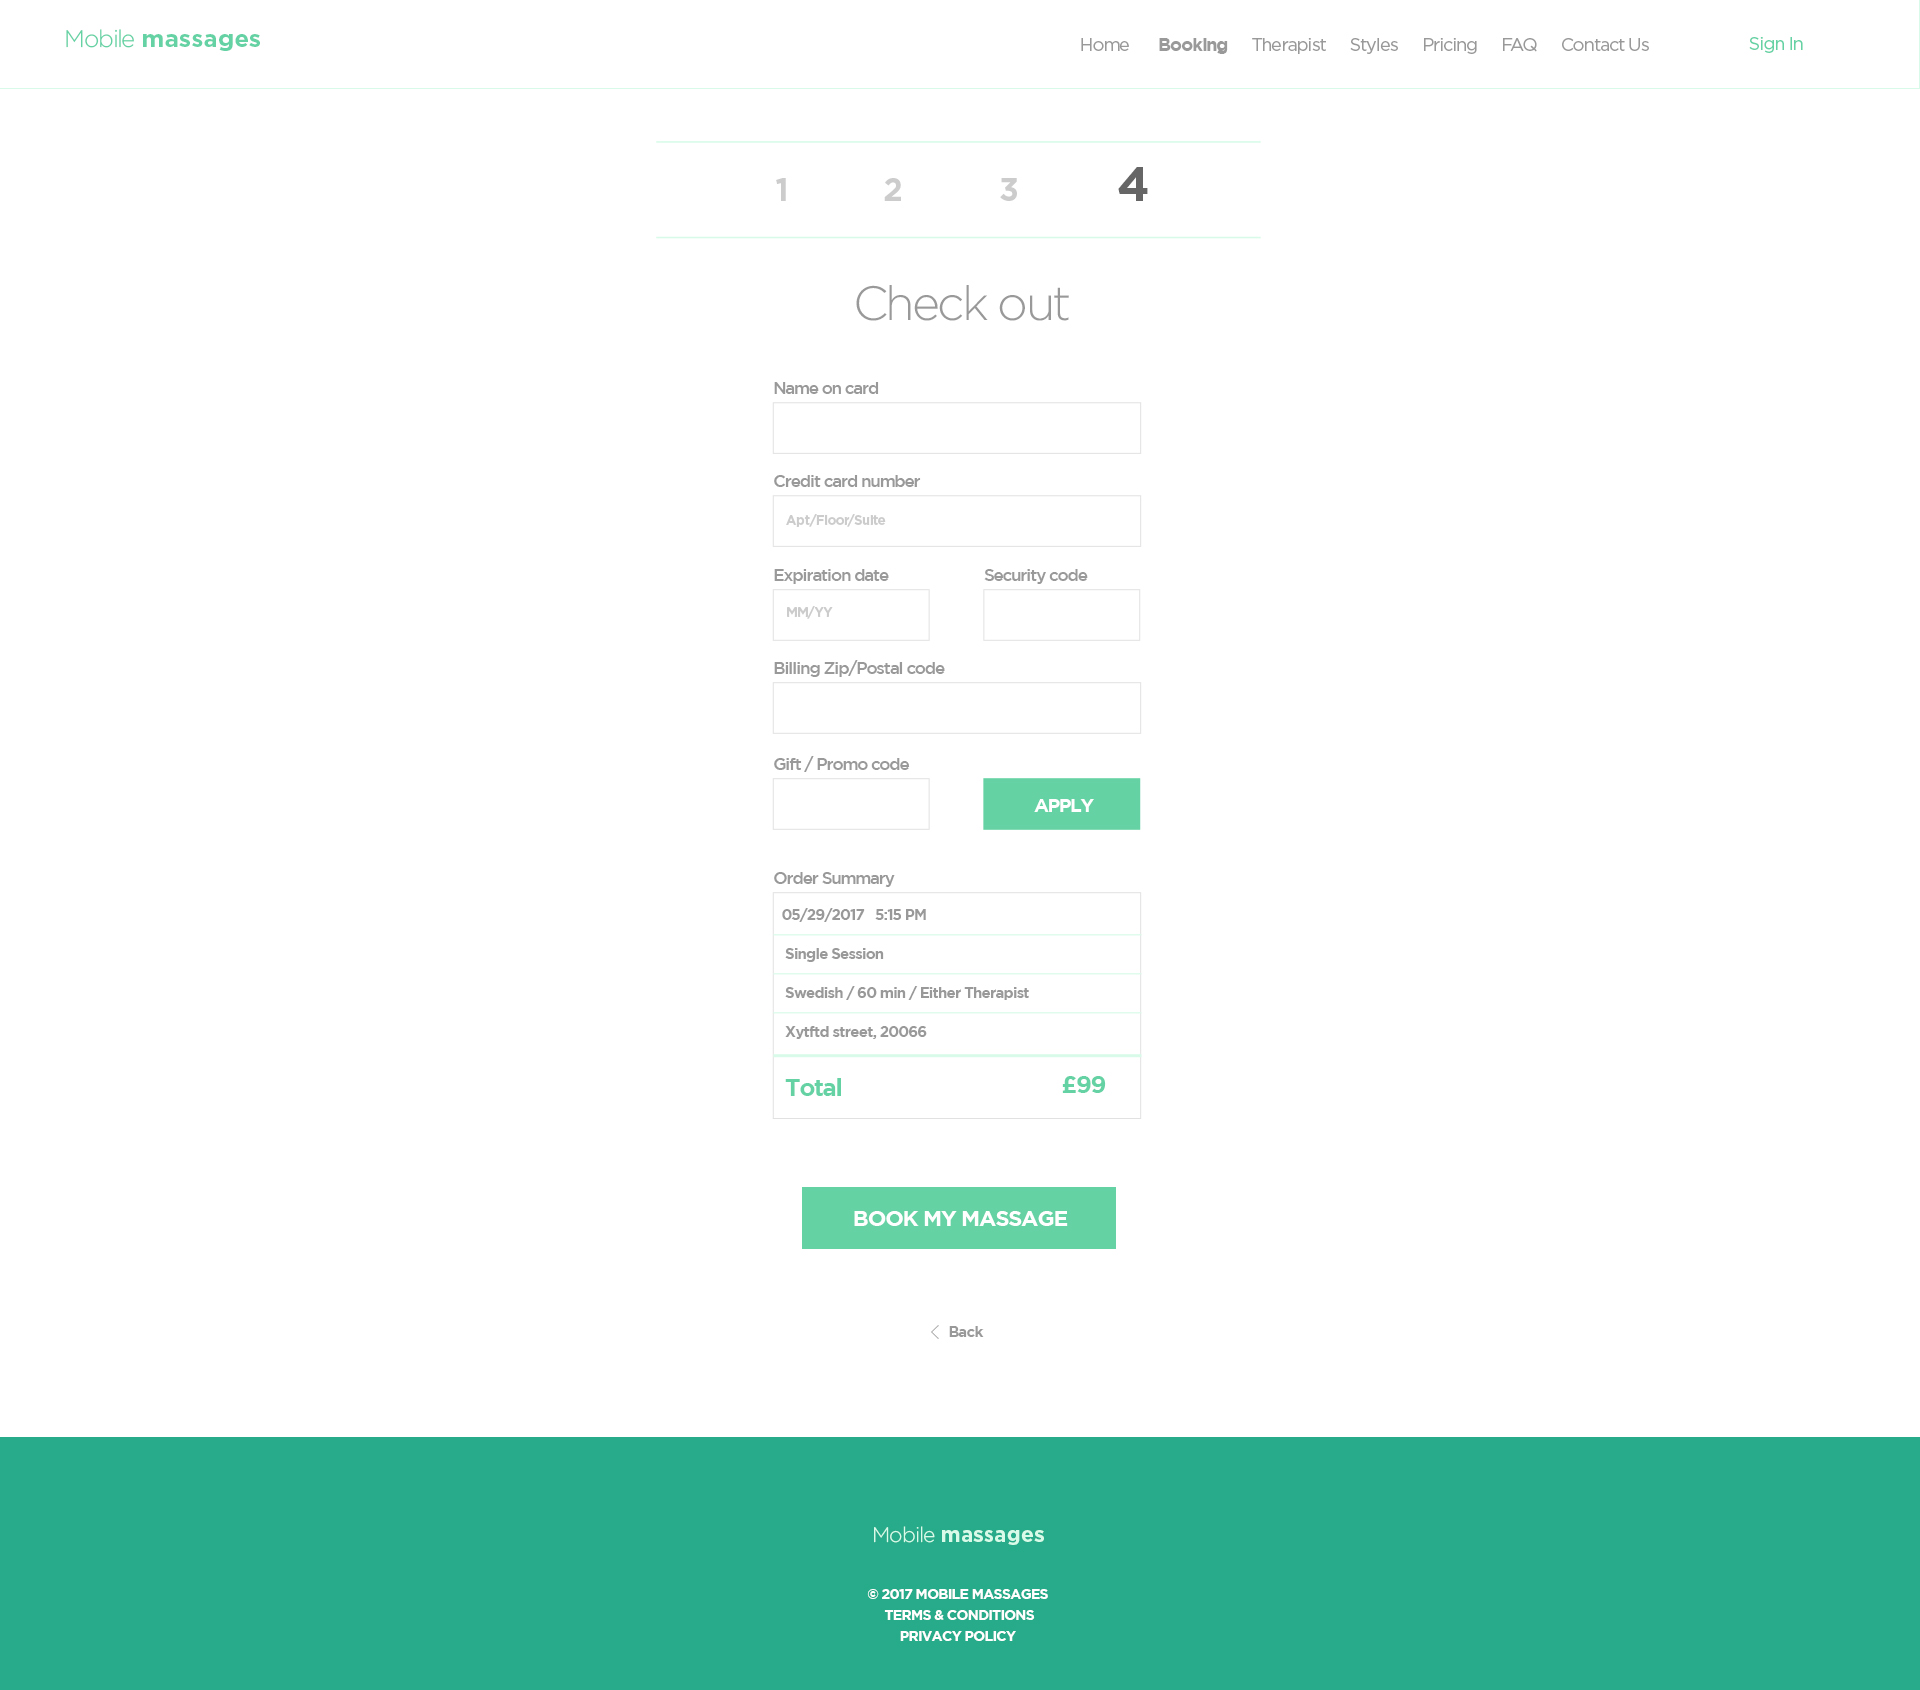 Mobile massages
Home Booking Therapist Styles Pricing FAQ Contact Us Sign In
1 2 3 4
Check out
Name on card
Credit card number
Apt/Floor/Suite
Expiration date Security code
MM/YY
Billing Zip/Postal code
Gift / Promo code
APPLY
Order Summary
05/29/2017 5:15 PM
Single Session
Swedish / 60 min / Either Therapist
Xytftd street, 20066
Total £99
BOOK MY MASSAGE
Back
Mobile massages
© 2017 MOBILE MASSAGES
TERMS & CONDITIONS
PRIVACY POLICY